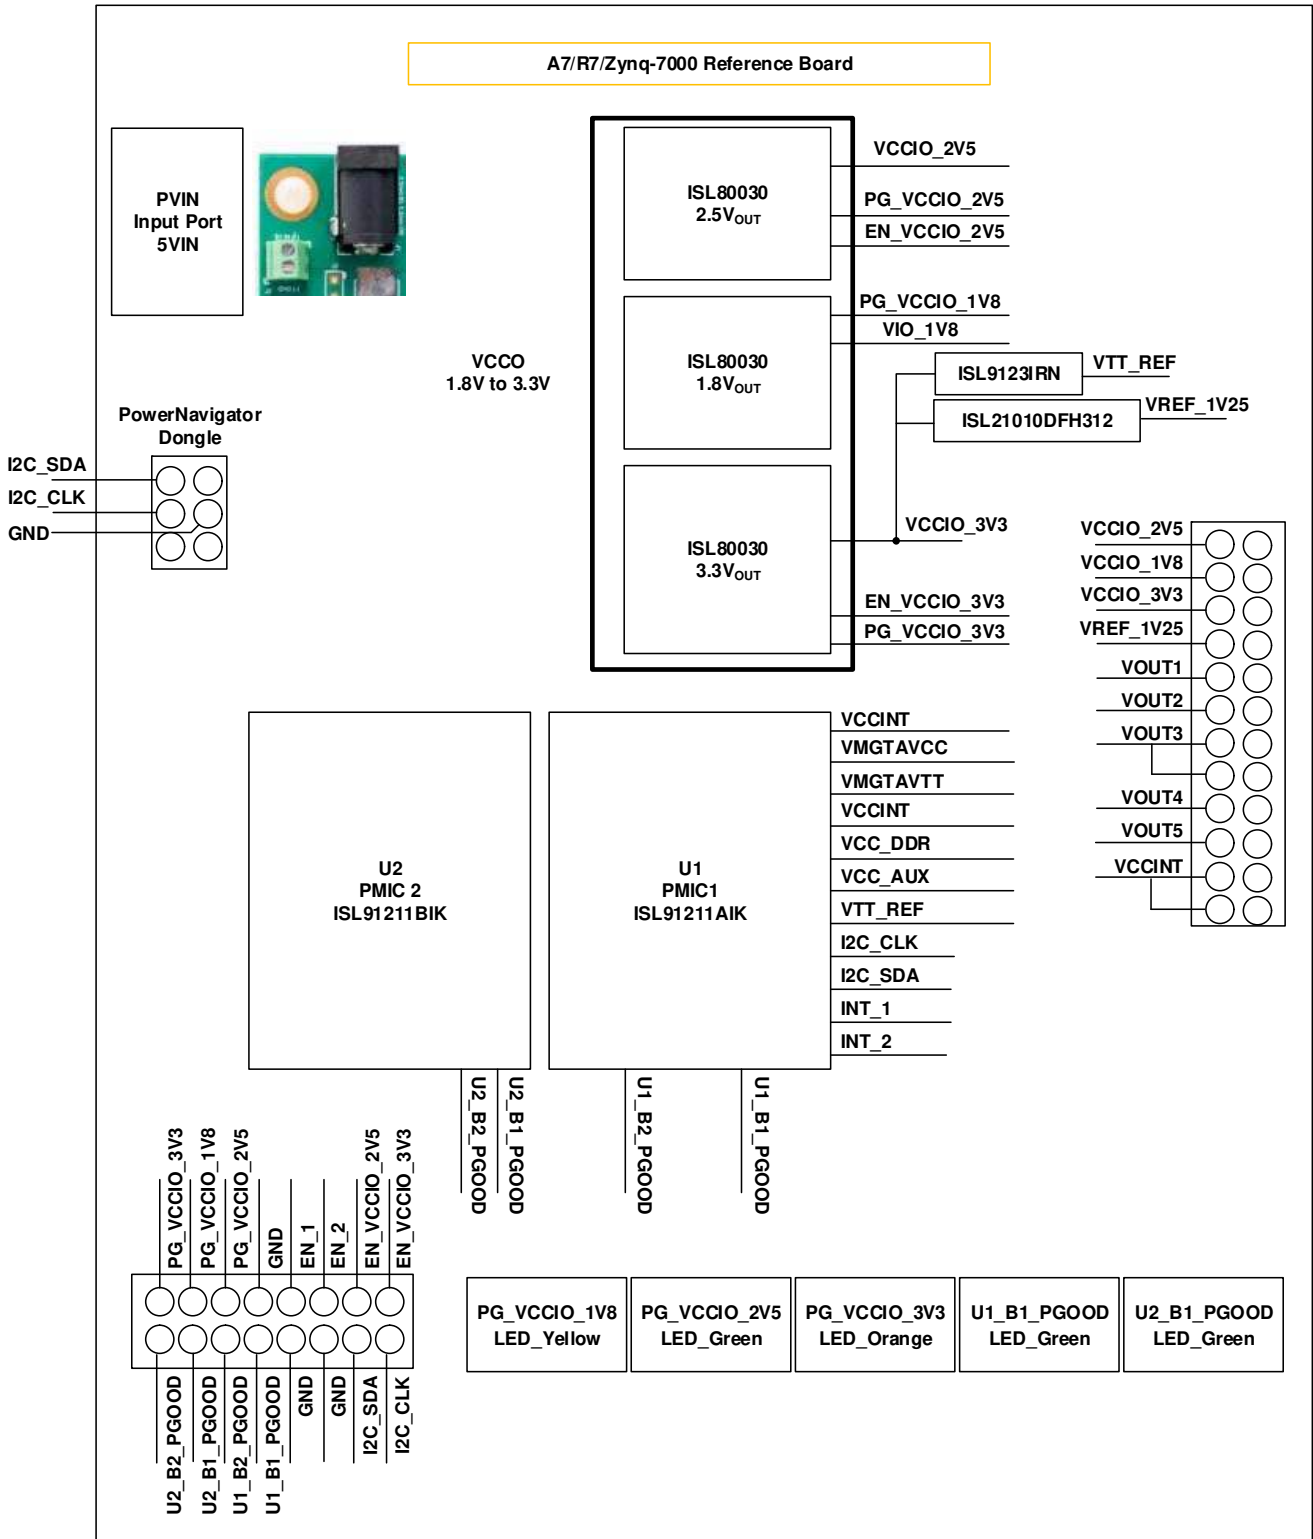 A7/R7/Zynq-7000 Reference Board
PVIN
Input Port
5VIN
ISL80030
2.5VOUT
VCCIO_2V5
PG_VCCIO_2V5
EN_VCCIO_2V5
VCCO
1.8V to 3.3V
ISL80030
1.8VOUT
PG_VCCIO_1V8
VIO_1V8
ISL9123IRN
VTT_REF
ISL21010DFH312
VREF_1V25
PowerNavigator
Dongle
I2C_SDA
I2C_CLK
GND
ISL80030
3.3VOUT
VCCIO_3V3
EN_VCCIO_3V3
PG_VCCIO_3V3
VCCIO_2V5
VCCIO_1V8
VCCIO_3V3
VREF_1V25
VOUT1
VOUT2
VOUT3
VOUT4
VOUT5
VCCINT
U2
PMIC 2
ISL91211BIK
U1
PMIC1
ISL91211AIK
VCCINT
VMGTAVCC
VMGTAVTT
VCCINT
VCC_DDR
VCC_AUX
VTT_REF
I2C_CLK
I2C_SDA
INT_1
INT_2
U2_B2_PGOOD
U2_B1_PGOOD
U1_B2_PGOOD
U1_B1_PGOOD
PG_VCCIO_3V3
PG_VCCIO_1V8
PG_VCCIO_2V5
GND
EN_1
EN_2
EN_VCCIO_2V5
EN_VCCIO_3V3
U2_B2_PGOOD
U2_B1_PGOOD
U1_B2_PGOOD
U1_B1_PGOOD
GND
GND
I2C_SDA
I2C_CLK
PG_VCCIO_1V8
LED_Yellow
PG_VCCIO_2V5
LED_Green
PG_VCCIO_3V3
LED_Orange
U1_B1_PGOOD
LED_Green
U2_B1_PGOOD
LED_Green